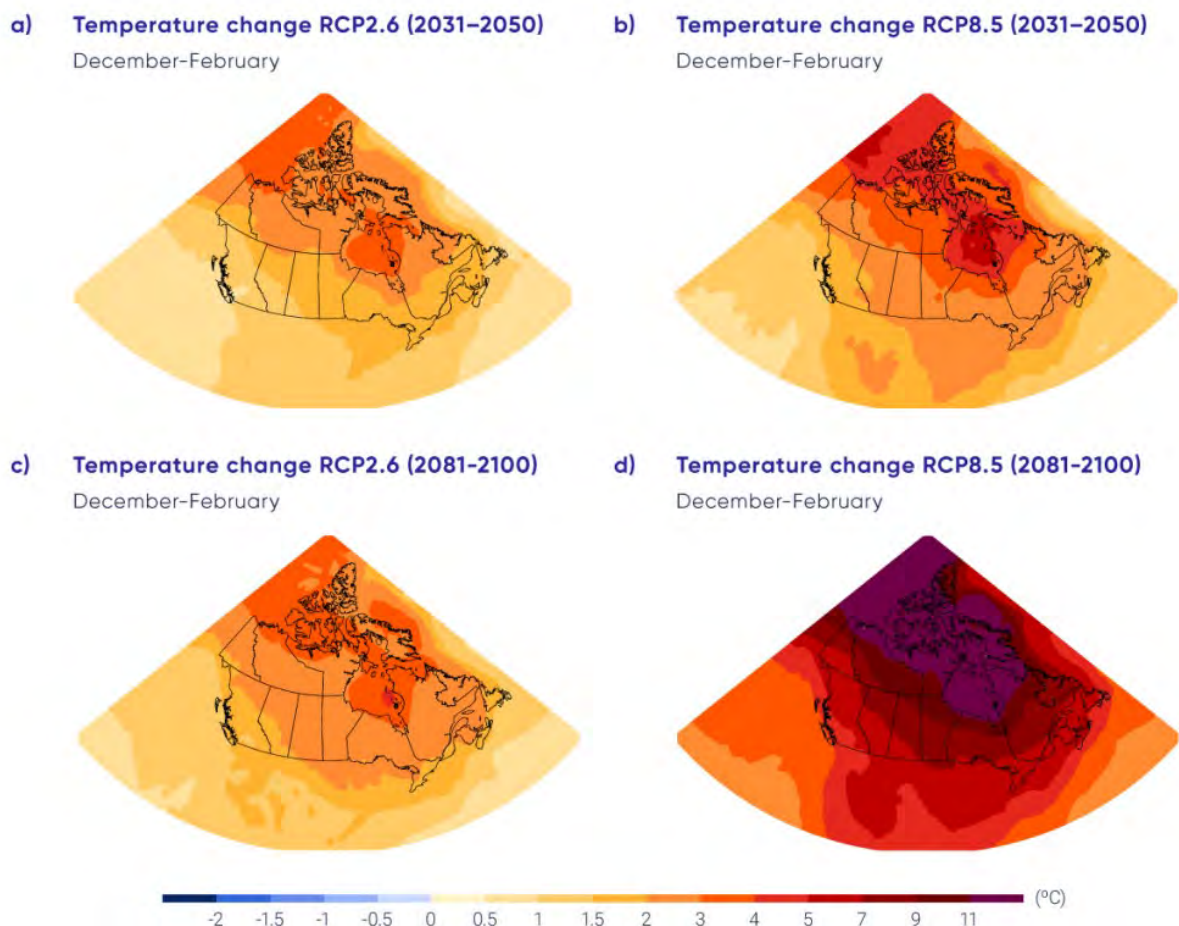 a) Temperature change RCP2.6 (2031–2050)
December-February
b) Temperature change RCP8.5 (2031–2050)
December-February
c) Temperature change RCP2.6 (2081-2100)
December-February
d) Temperature change RCP8.5 (2081-2100)
December-February
-2 -1.5 -1 -0.5 0 0.5 1 1.5 2 3 4 5 7 9 11 (ºC)